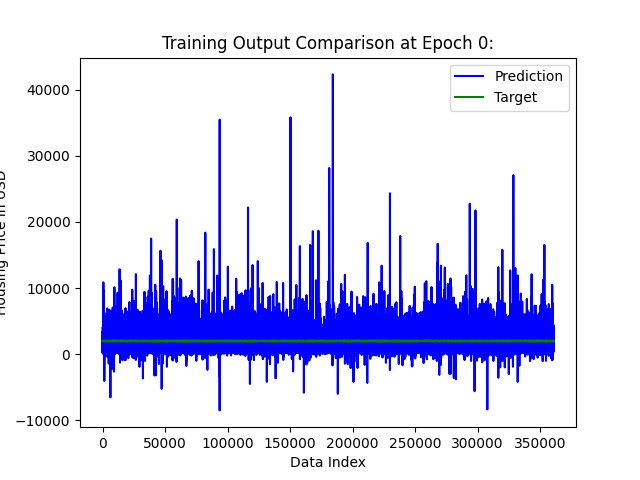 Training Output Comparison at Epoch 0:
Prediction
Target
40000
30000
20000
10000
0
−10000
Housing Price in USD
0 50000 100000 150000 200000 250000 300000 350000
Data Index